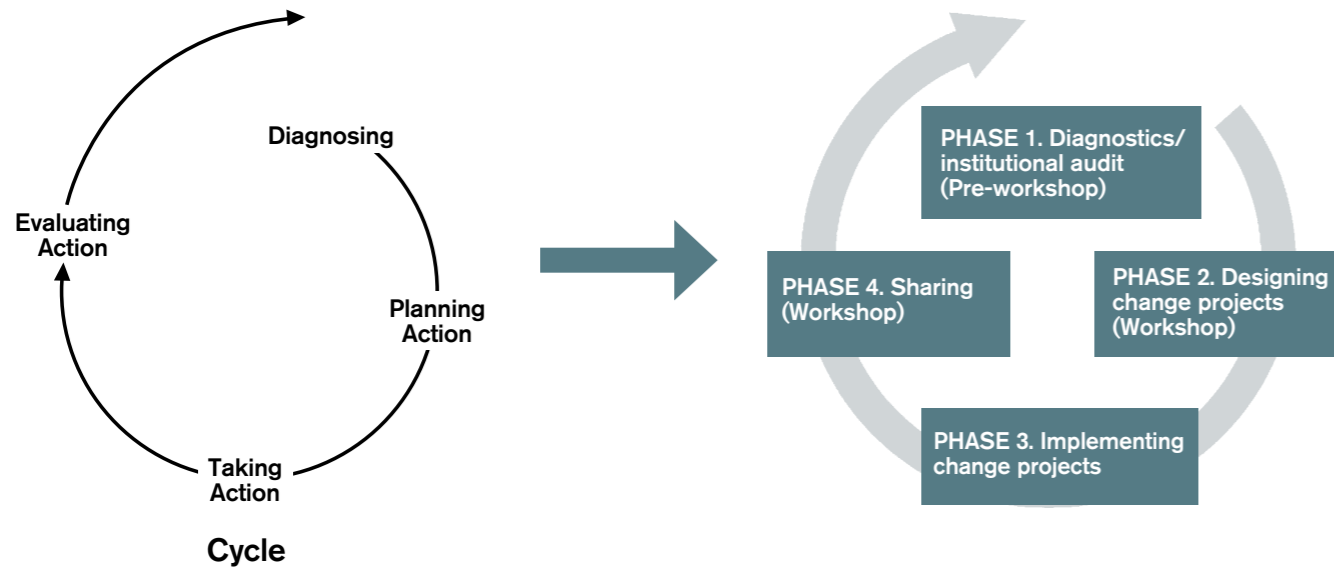 Diagnosing
Planning
Action
Taking
Action
Evaluating
Action
Cycle
PHASE 1. Diagnostics/
institutional audit
(Pre-workshop)
PHASE 2. Designing
change projects
(Workshop)
PHASE 3. Implementing
change projects
PHASE 4. Sharing
(Workshop)